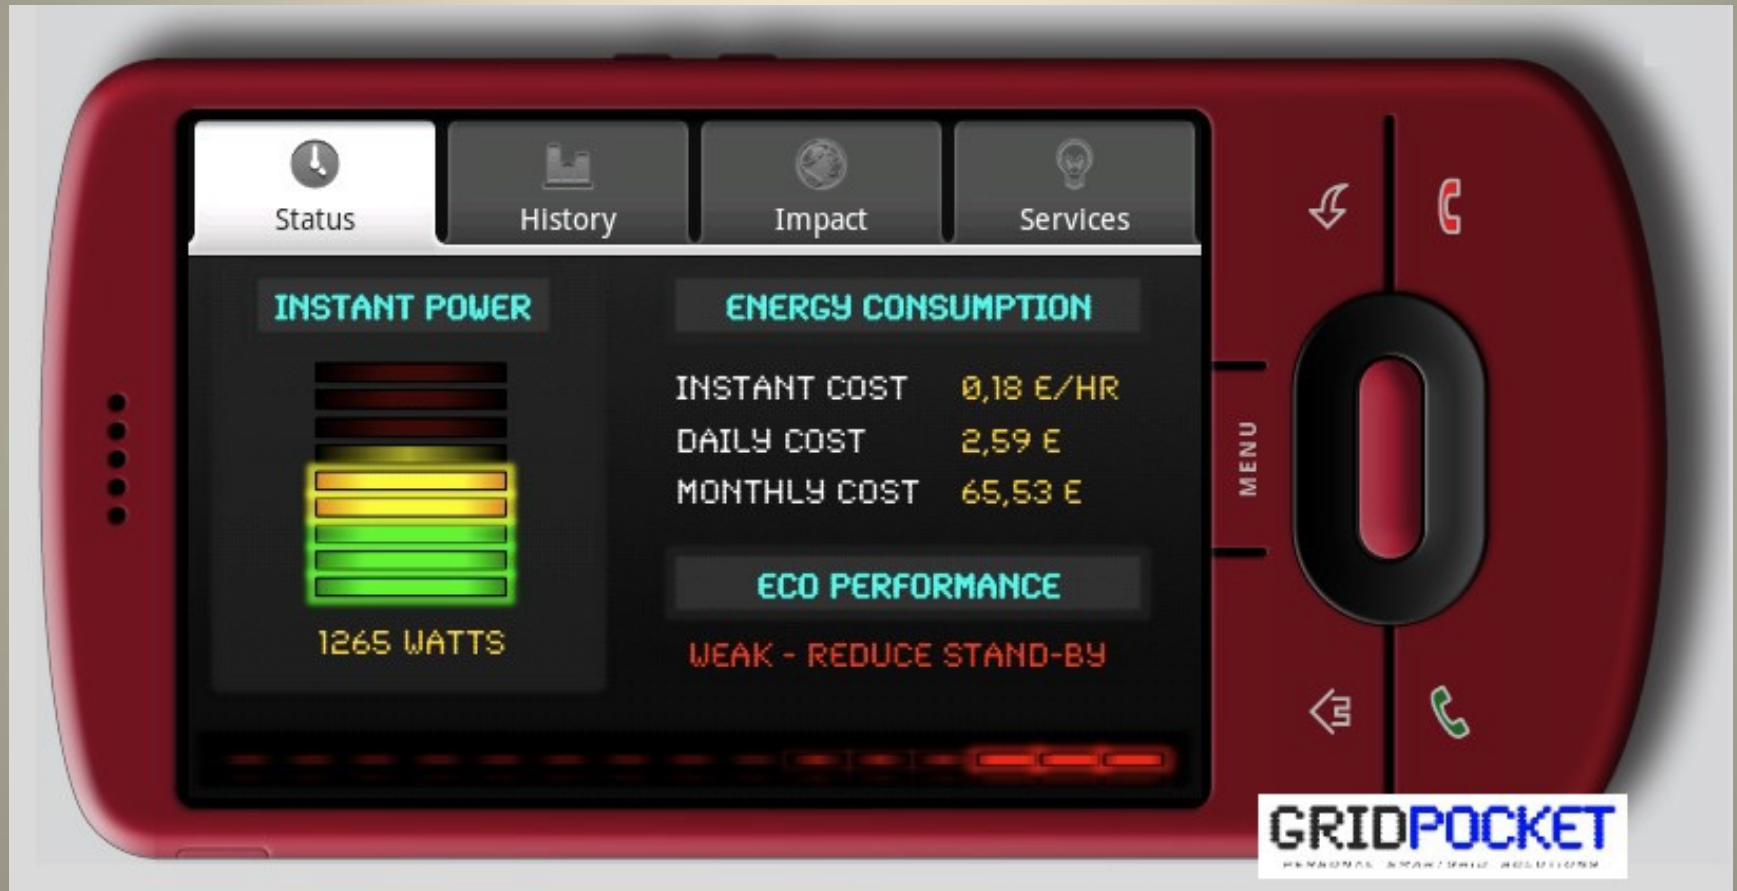 Status
History
Impact
Services
INSTANT POWER
1265 WATTS
ENERGY CONSUMPTION
INSTANT COST 0,18 E/HR
DAILY COST 2,59 E
MONTHLY COST 65,53 E
ECO PERFORMANCE
WEAK - REDUCE STAND-BY
MENU
GRIDPOCKET